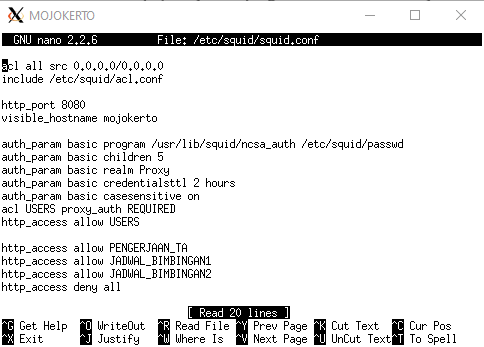 MOJOKERTO
GNU nano 2.2.6 File: /etc/squid/squid.conf
acl all src 0.0.0.0/0.0.0.0
include /etc/squid/acl.conf
http_port 8080
visible_hostname mojokerto
auth_param basic program /usr/lib/squid/ncsa_auth /etc/squid/passwd
auth_param basic children 5
auth_param basic realm Proxy
auth_param basic credentialsttl 2 hours
auth_param basic casesensitive on
acl USERS proxy_auth REQUIRED
http_access allow USERS
http_access allow PENGERJAAN_TA
http_access allow JADWAL_BIMBINGAN1
http_access allow JADWAL_BIMBINGAN2
http_access deny all
[ Read 20 lines ]
^G Get Help ^O WriteOut ^R Read File ^Y Prev Page ^K Cut Text ^C Cur Pos
^X Exit ^J Justify ^W Where Is ^V Next Page ^U UnCut Text ^T To Spell